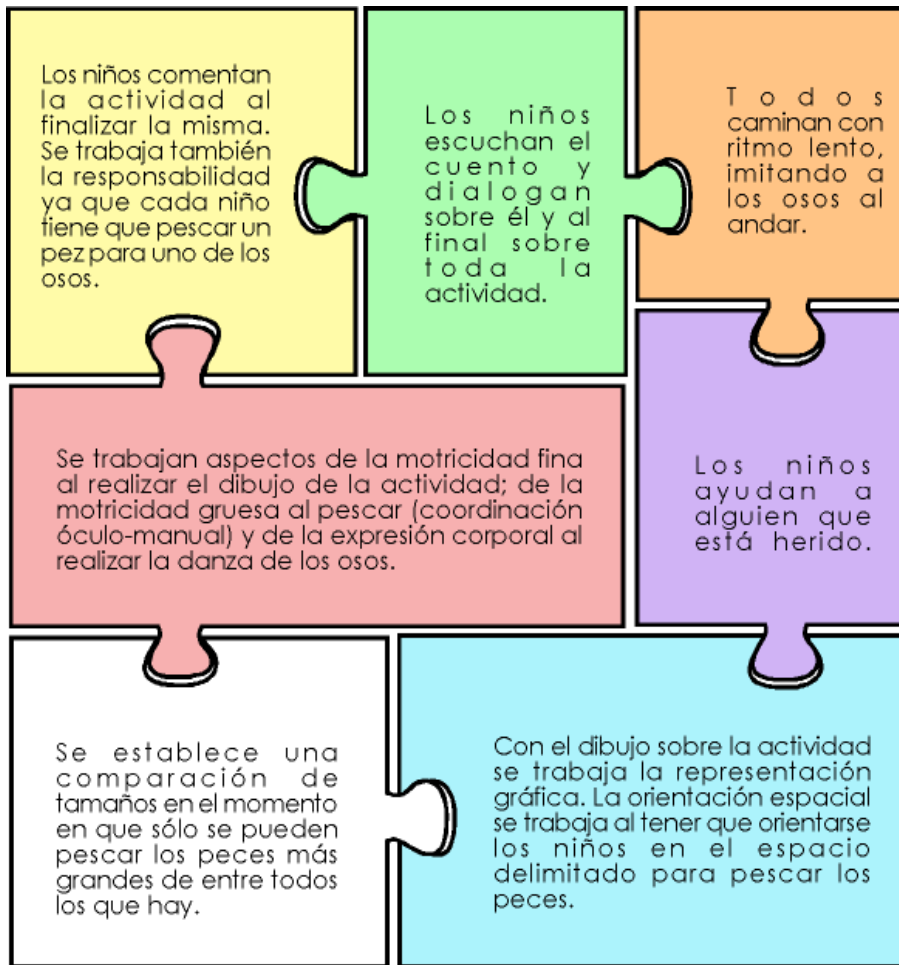 Los niños comentan
la actividad al
finalizar la misma.
Se trabaja también
la responsabilidad
ya que cada niño
tiene que pescar un
pez para uno de los
osos.
Los niños
escuchan el
cuento y
dialogan
sobre él y al
final sobre
toda la
actividad.
Todos
caminan con
ritmo lento,
imitando a
los osos al
andar.
Se trabajan aspectos de la motricidad fina
al realizar el dibujo de la actividad; de la
motricidad gruesa al pescar (coordinación
óculo-manual) y de la expresión corporal al
realizar la danza de los osos.
Los niños
ayudan a
alguien que
está herido.
Se establece una
comparación de
tamaños en el momento
en que sólo se pueden
pescar los peces más
grandes de entre todos
los que hay.
Con el dibujo sobre la actividad
se trabaja la representación
gráfica. La orientación espacial
se trabaja al tener que orientarse
los niños en el espacio
delimitado para pescar los
peces.